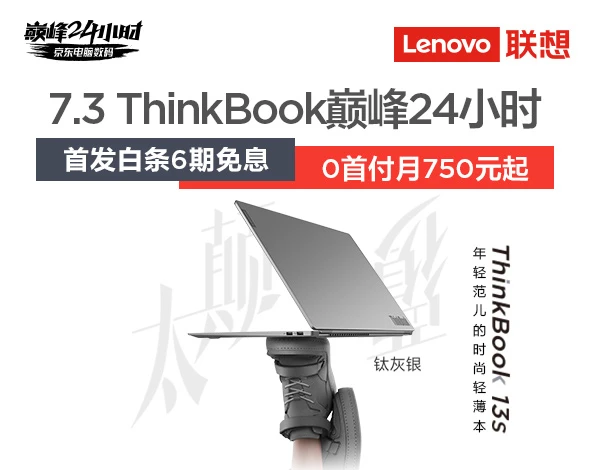 巅峰24小时
京东电脑数码
Lenovo 联想
7.3 ThinkBook巅峰24小时
首发白条6期免息
0首付月750元起
太颠
ThinkBook
钛灰银
ThinkBook 13s
年轻范儿的时尚轻薄本